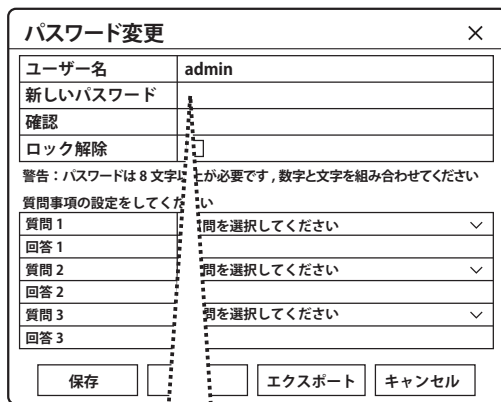 パスワード変更
ユーザー名 admin
新しいパスワード
確認
ロック解除
警告：パスワードは 8 文字 上が必要です , 数字と文字を組み合わせてください
質問事項の設定をしてくだ い
質問 1 問を選択してください
回答 1
質問 2 問を選択してください
回答 2
質問 3 問を選択してください
回答 3
保存 エクスポート キャンセル